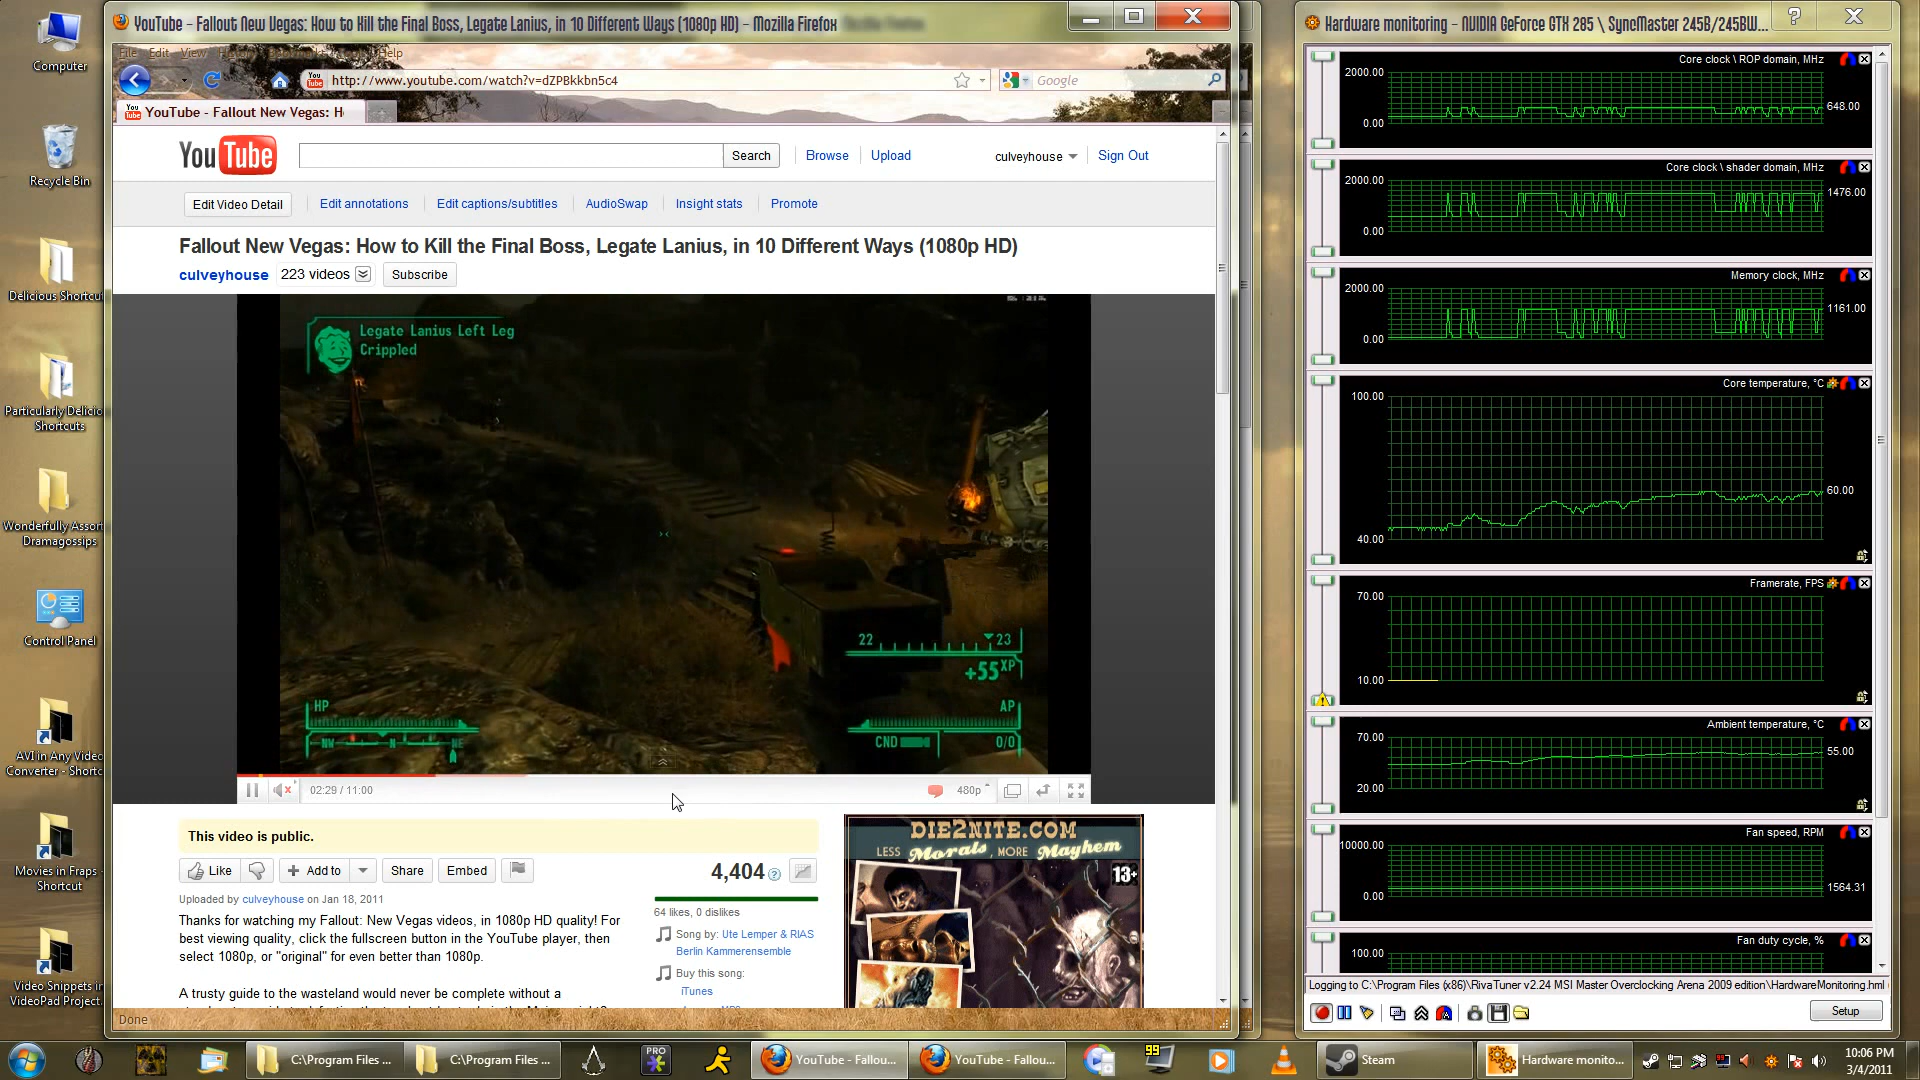 Computer
Recycle Bin
Delicious Shortcu
Particularly Delicio
Shortcuts
Wonderfully Assort
Dramagossips
Control Panel
AVI in Any Video
Converter - Shortc
Movies in Fraps -
Shortcut
Video Snippets in
VideoPad Project...
YouTube - Fallout New Vegas: How to Kill the Final Boss, Legate Lanius, in 10 Different Ways (1080p HD) - Mozilla Firefox
File Edit View Help
http://www.youtube.com/watch?v=dZPBkkbn5c4
Google
YouTube - Fallout New Vegas: H
YouTube
Search
Browse
Upload
culveyhouse
Sign Out
Edit Video Detail
Edit annotations
Edit captions/subtitles
AudioSwap
Insight stats
Promote
Fallout New Vegas: How to Kill the Final Boss, Legate Lanius, in 10 Different Ways (1080p HD)
culveyhouse 223 videos Subscribe
Legate Lanius Left Leg
Crippled
22 23
+55 XP
HP
NW N NE
AP
CND 0/0
02:29 / 11:00
480p
This video is public.
Like
Add to
Share
Embed
4,404
Uploaded by culveyhouse on Jan 18, 2011
64 likes, 0 dislikes
Thanks for watching my Fallout: New Vegas videos, in 1080p HD quality! For
best viewing quality, click the fullscreen button in the YouTube player, then
select 1080p, or "original" for even better than 1080p.
A trusty guide to the wasteland would never be complete without a
Song by: Ute Lemper & RIAS
Berlin Kammerensemble
Buy this song:
iTunes
DIE2NITE.COM
LESS Morals, MORE Mayhem
13+
Done
Hardware monitoring - NVIDIA GeForce GTX 285 \ SyncMaster 245B/245BW...
Core clock \ ROP domain, MHz
2000.00
648.00
0.00
Core clock \ shader domain, MHz
2000.00
1476.00
0.00
Memory clock, MHz
2000.00
1161.00
0.00
Core temperature, °C
100.00
60.00
40.00
Framerate, FPS
70.00
10.00
Ambient temperature, °C
70.00
55.00
20.00
Fan speed, RPM
10000.00
1564.31
0.00
Fan duty cycle, %
100.00
Logging to C:\Program Files (x86)\RivaTuner v2.24 MSI Master Overclocking Arena 2009 edition\HardwareMonitoring.hml
Setup
C:\Program Files ...
C:\Program Files ...
PRO
YouTube - Fallou...
YouTube - Fallou...
99
Steam
Hardware monito...
10:06 PM
3/4/2011